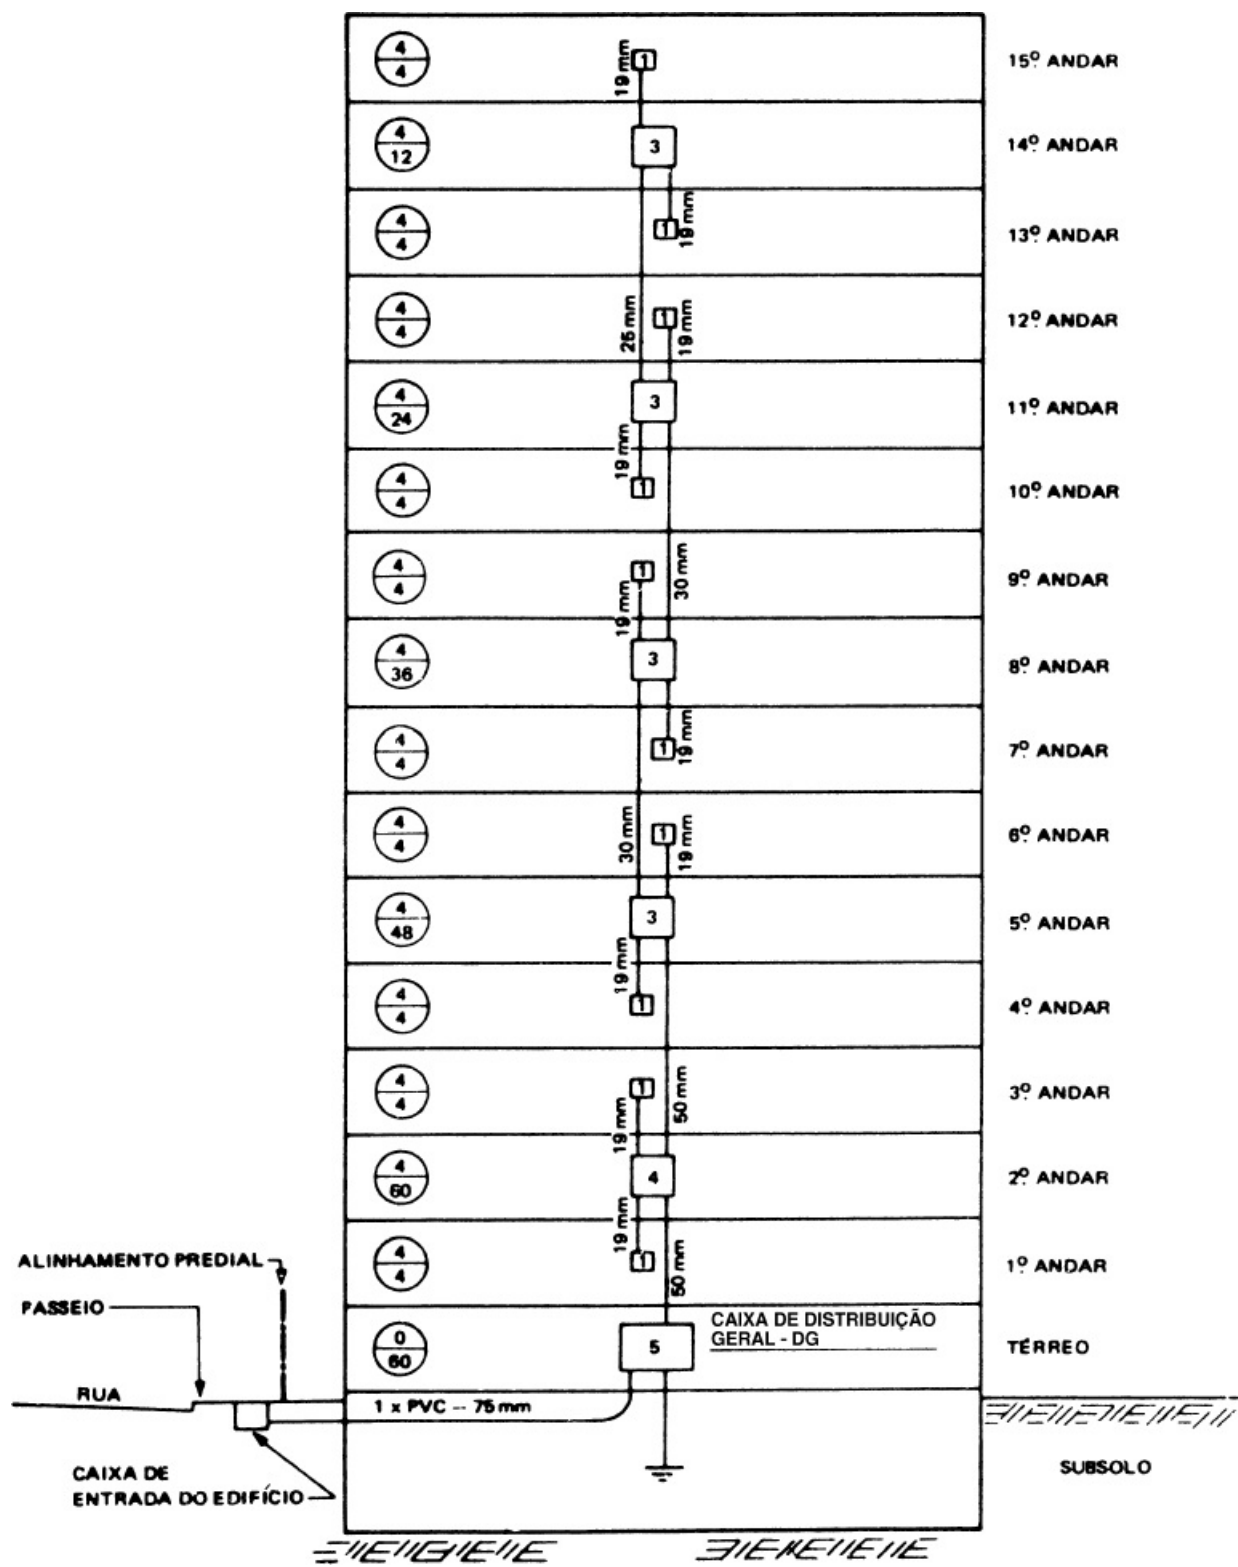 4
4
19 mm
1
15º ANDAR
4
12
3
14º ANDAR
4
4
1
19 mm
13º ANDAR
4
4
25 mm
1
19 mm
12º ANDAR
4
24
3
11º ANDAR
4
4
19 mm
1
10º ANDAR
4
4
1
19 mm
30 mm
9º ANDAR
4
36
3
8º ANDAR
4
4
1
19 mm
7º ANDAR
4
4
30 mm
1
19 mm
6º ANDAR
4
48
3
5º ANDAR
4
4
19 mm
1
4º ANDAR
4
4
1
19 mm
50 mm
3º ANDAR
4
60
4
2º ANDAR
4
4
19 mm
1
50 mm
1º ANDAR
ALINHAMENTO PREDIAL
PASSEIO
RUA
0
60
5
CAIXA DE DISTRIBUIÇÃO
GERAL - DG
TÉRREO
1 x PVC -- 75 mm
CAIXA DE
ENTRADA DO EDIFÍCIO
SUBSOLO